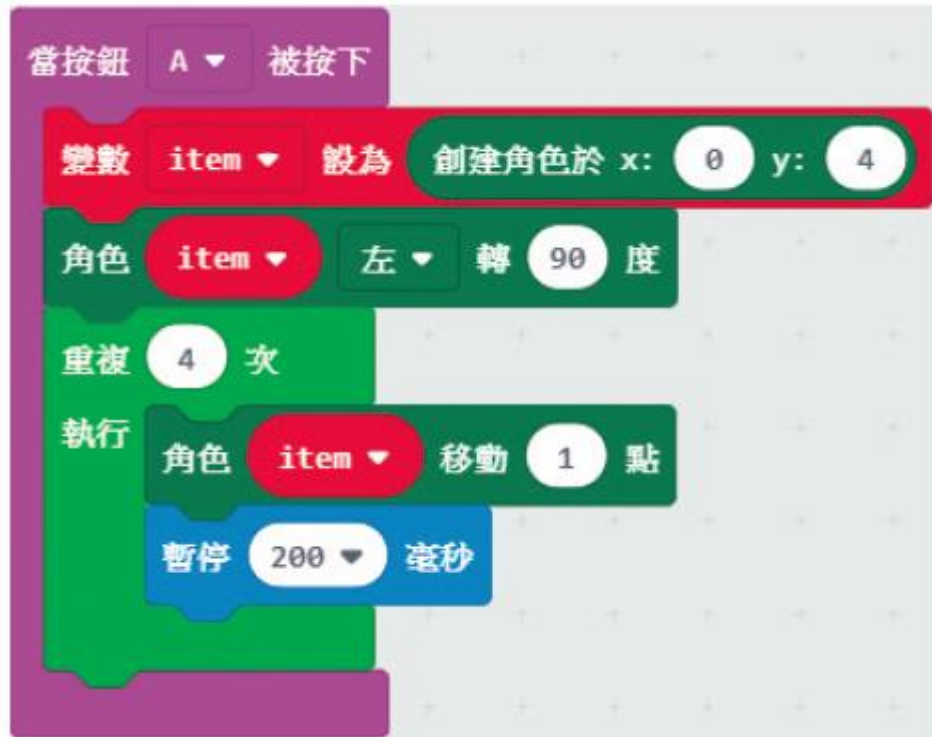 當按鈕 A 被按下
變數 item 設為 創建角色於 x: 0 y: 4
角色 item 左 轉 90 度
重複 4 次
執行
角色 item 移動 1 點
暫停 200 毫秒